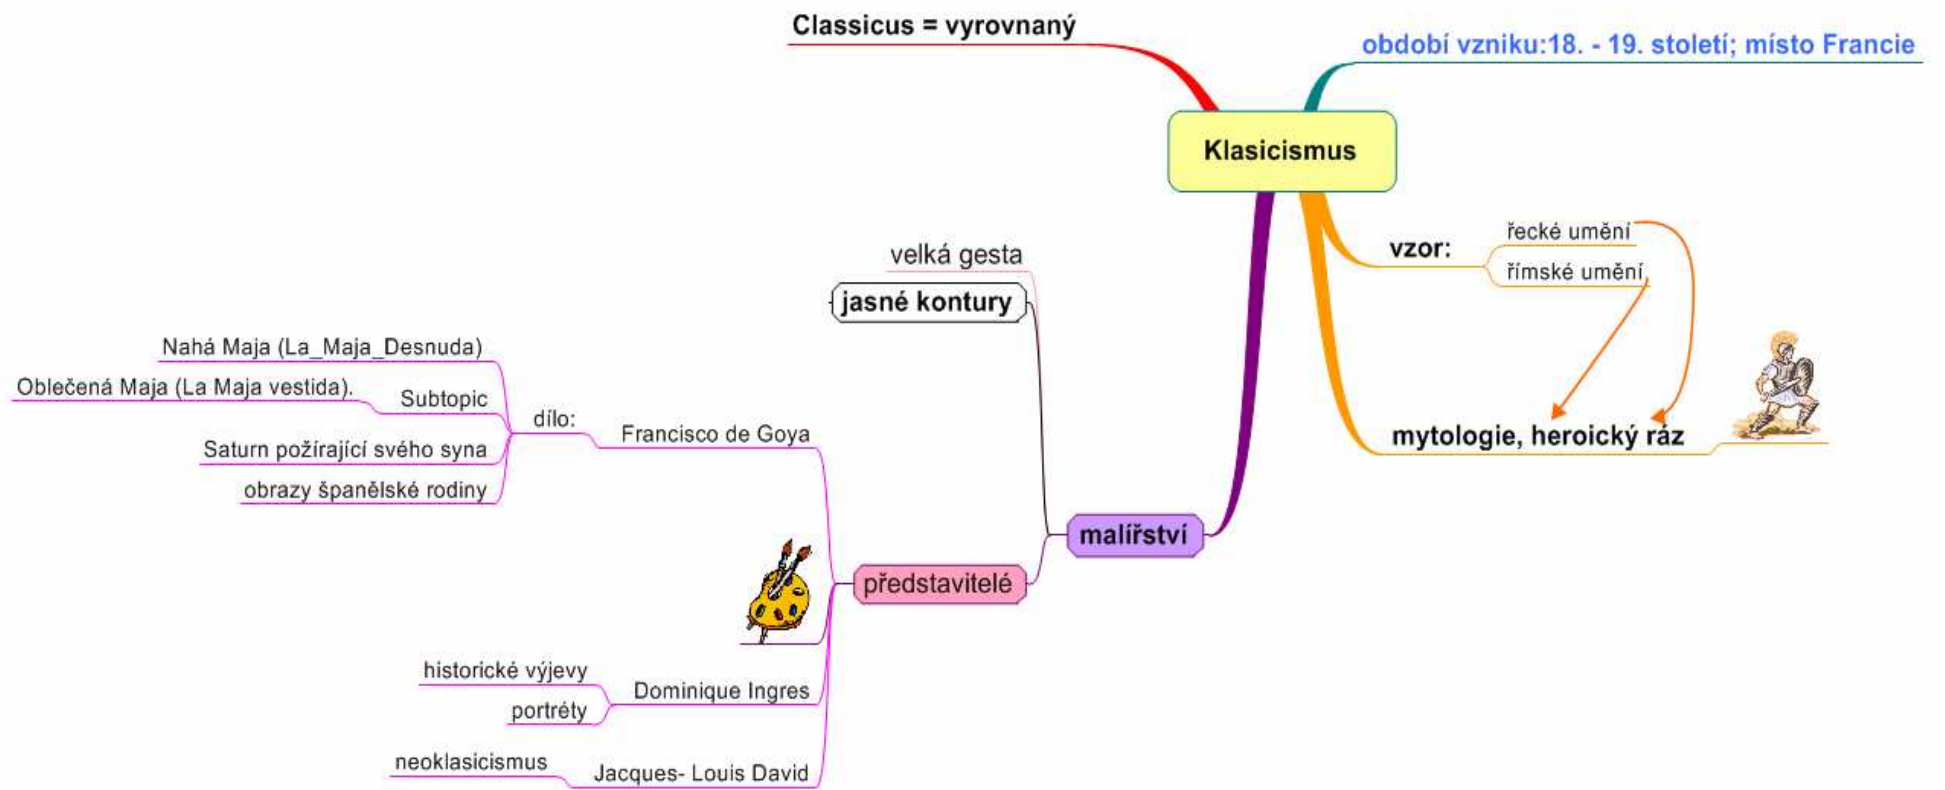 Classicus = vyrovnaný
období vzniku:18. - 19. století; místo Francie
Klasicismus
vzor:
řecké umění
římské umění
mytologie, heroický ráz
malířství
velká gesta
jasné kontury
představitelé
Francisco de Goya
dílo:
Nahá Maja (La_Maja_Desnuda)
Subtopic
Oblečená Maja (La Maja vestida).
Saturn požírající svého syna
obrazy španělské rodiny
Dominique Ingres
historické výjevy
portréty
Jacques- Louis David
neoklasicismus